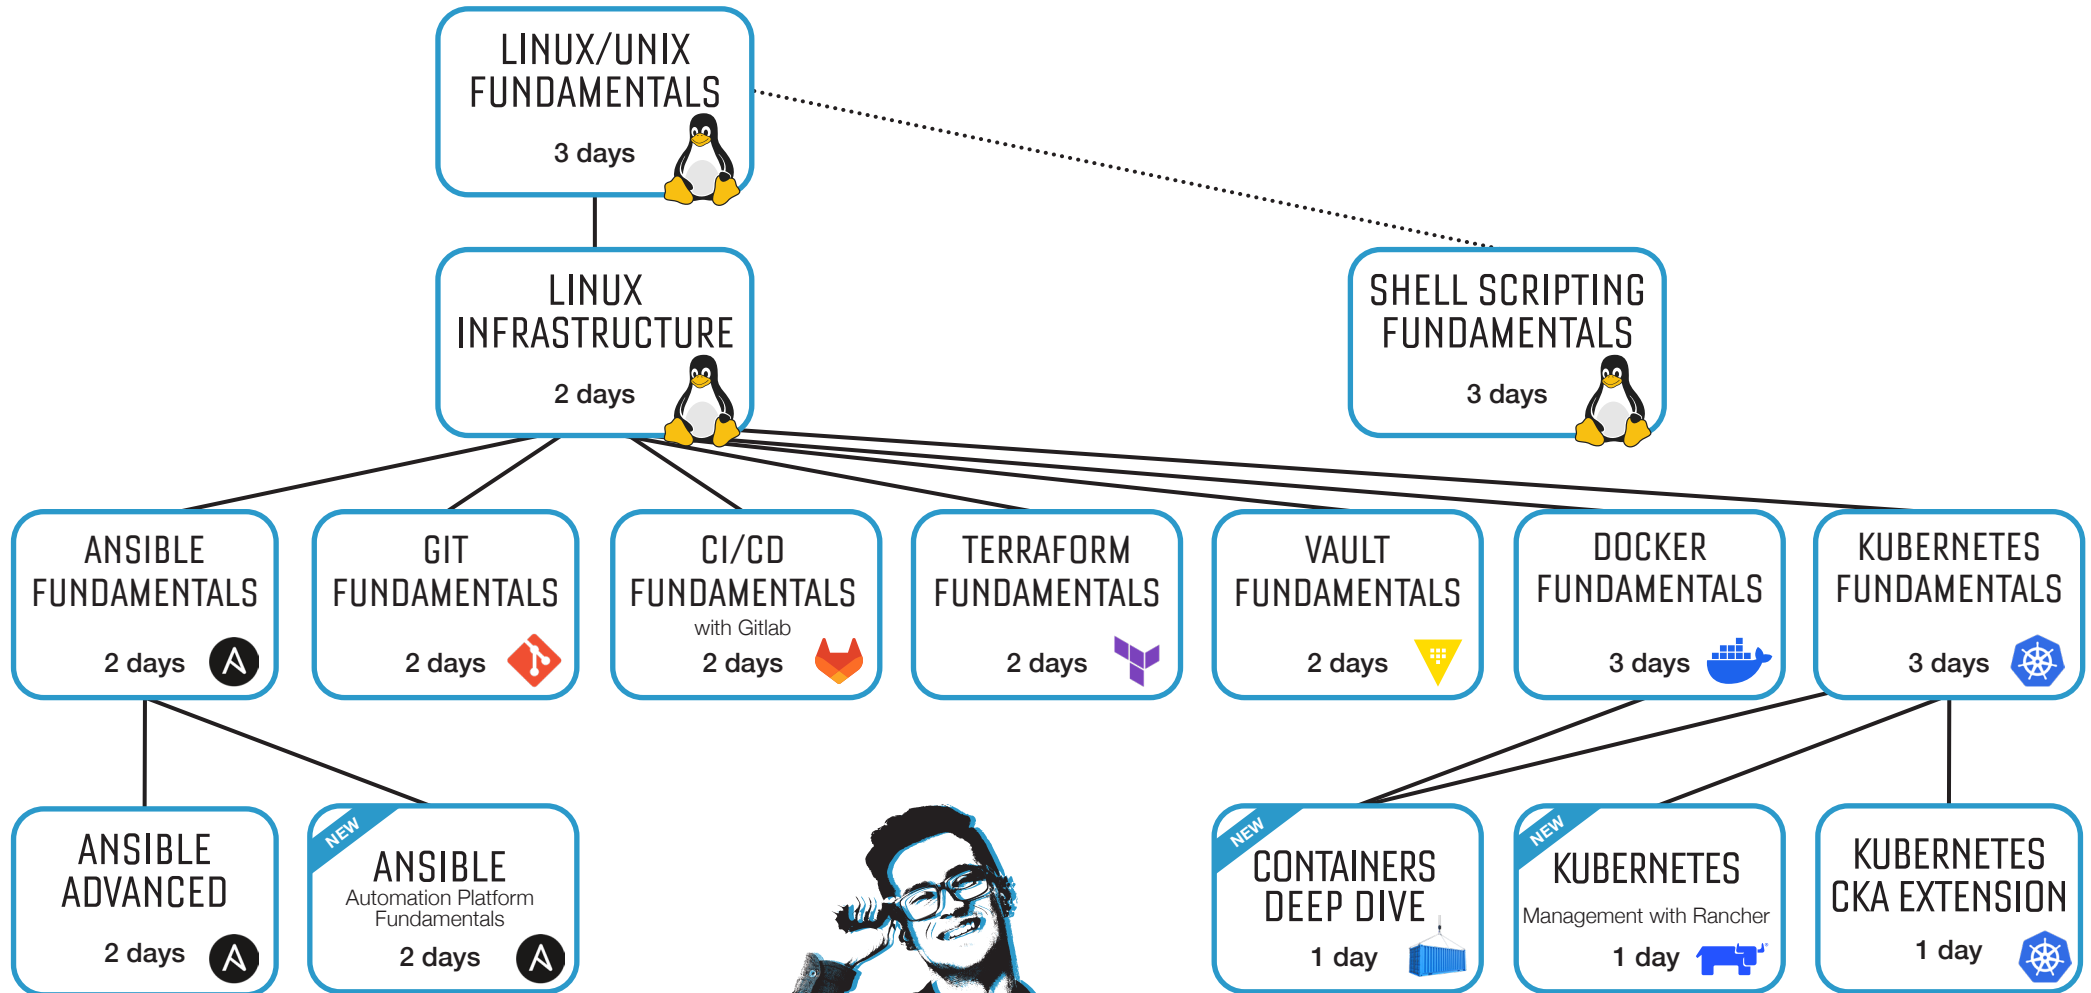 LINUX/UNIX
FUNDAMENTALS
3 days
LINUX
INFRASTRUCTURE
2 days
SHELL SCRIPTING
FUNDAMENTALS
3 days
ANSIBLE
FUNDAMENTALS
2 days
GIT
FUNDAMENTALS
2 days
CI/CD
FUNDAMENTALS
with Gitlab
2 days
TERRAFORM
FUNDAMENTALS
2 days
VAULT
FUNDAMENTALS
2 days
DOCKER
FUNDAMENTALS
3 days
KUBERNETES
FUNDAMENTALS
3 days
ANSIBLE
ADVANCED
2 days
NEW
ANSIBLE
Automation Platform
Fundamentals
2 days
NEW
CONTAINERS
DEEP DIVE
1 day
NEW
KUBERNETES
Management with Rancher
1 day
KUBERNETES
CKA EXTENSION
1 day